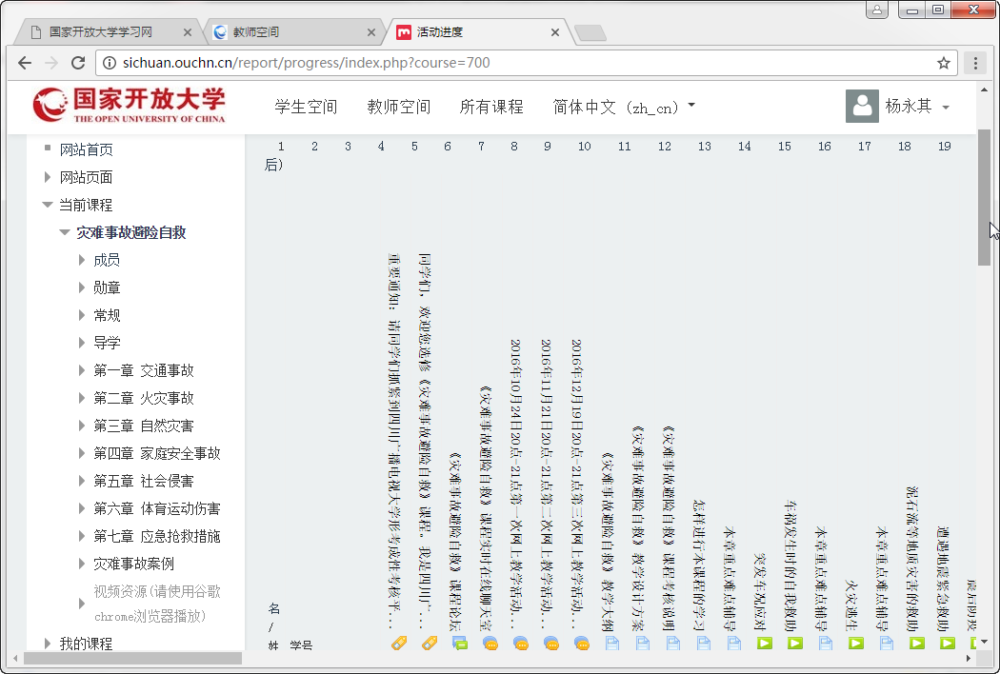 国家开放大学学习网
教师空间
活动进度
sichuan.ouchn.cn/report/progress/index.php?course=700
国家开放大学
THE OPEN UNIVERSITY OF CHINA
学生空间
教师空间
所有课程
简体中文 (zh_cn)
杨永其
网站首页
网站页面
当前课程
灾难事故避险自救
成员
勋章
常规
导学
第一章 交通事故
第二章 火灾事故
第三章 自然灾害
第四章 家庭安全事故
第五章 社会侵害
第六章 体育运动伤害
第七章 应急抢救措施
灾难事故案例
视频资源(请使用谷歌
chrome浏览器播放)
我的课程
1 2 3 4 5 6 7 8 9 10 11 12 13 14 15 16 17 18 19
后)
名
/
姓 学号
重要通知：请同学们抓紧到四川广播电视大学形考成性考核平...
同学们，欢迎您选修《灾难事故避险自救》课程。我是四川广...
《灾难事故避险自救》课程论坛
《灾难事故避险自救》课程实时在线聊天室
2016年10月24日20点-21点第一次网上教学活动...
2016年11月21日20点-21点第二次网上教学活动...
2016年12月19日20点-21点第三次网上教学活动...
《灾难事故避险自救》教学大纲
《灾难事故避险自救》教学设计方案
《灾难事故避险自救》课程考核说明
怎样进行本课程的学习
本章重点难点辅导
突发车况应对
车祸发生时的自我救助
本章重点难点辅导
火灾逃生
本章重点难点辅导
泥石流等地质灾害的救助
遭遇地震紧急救助
震后防疫